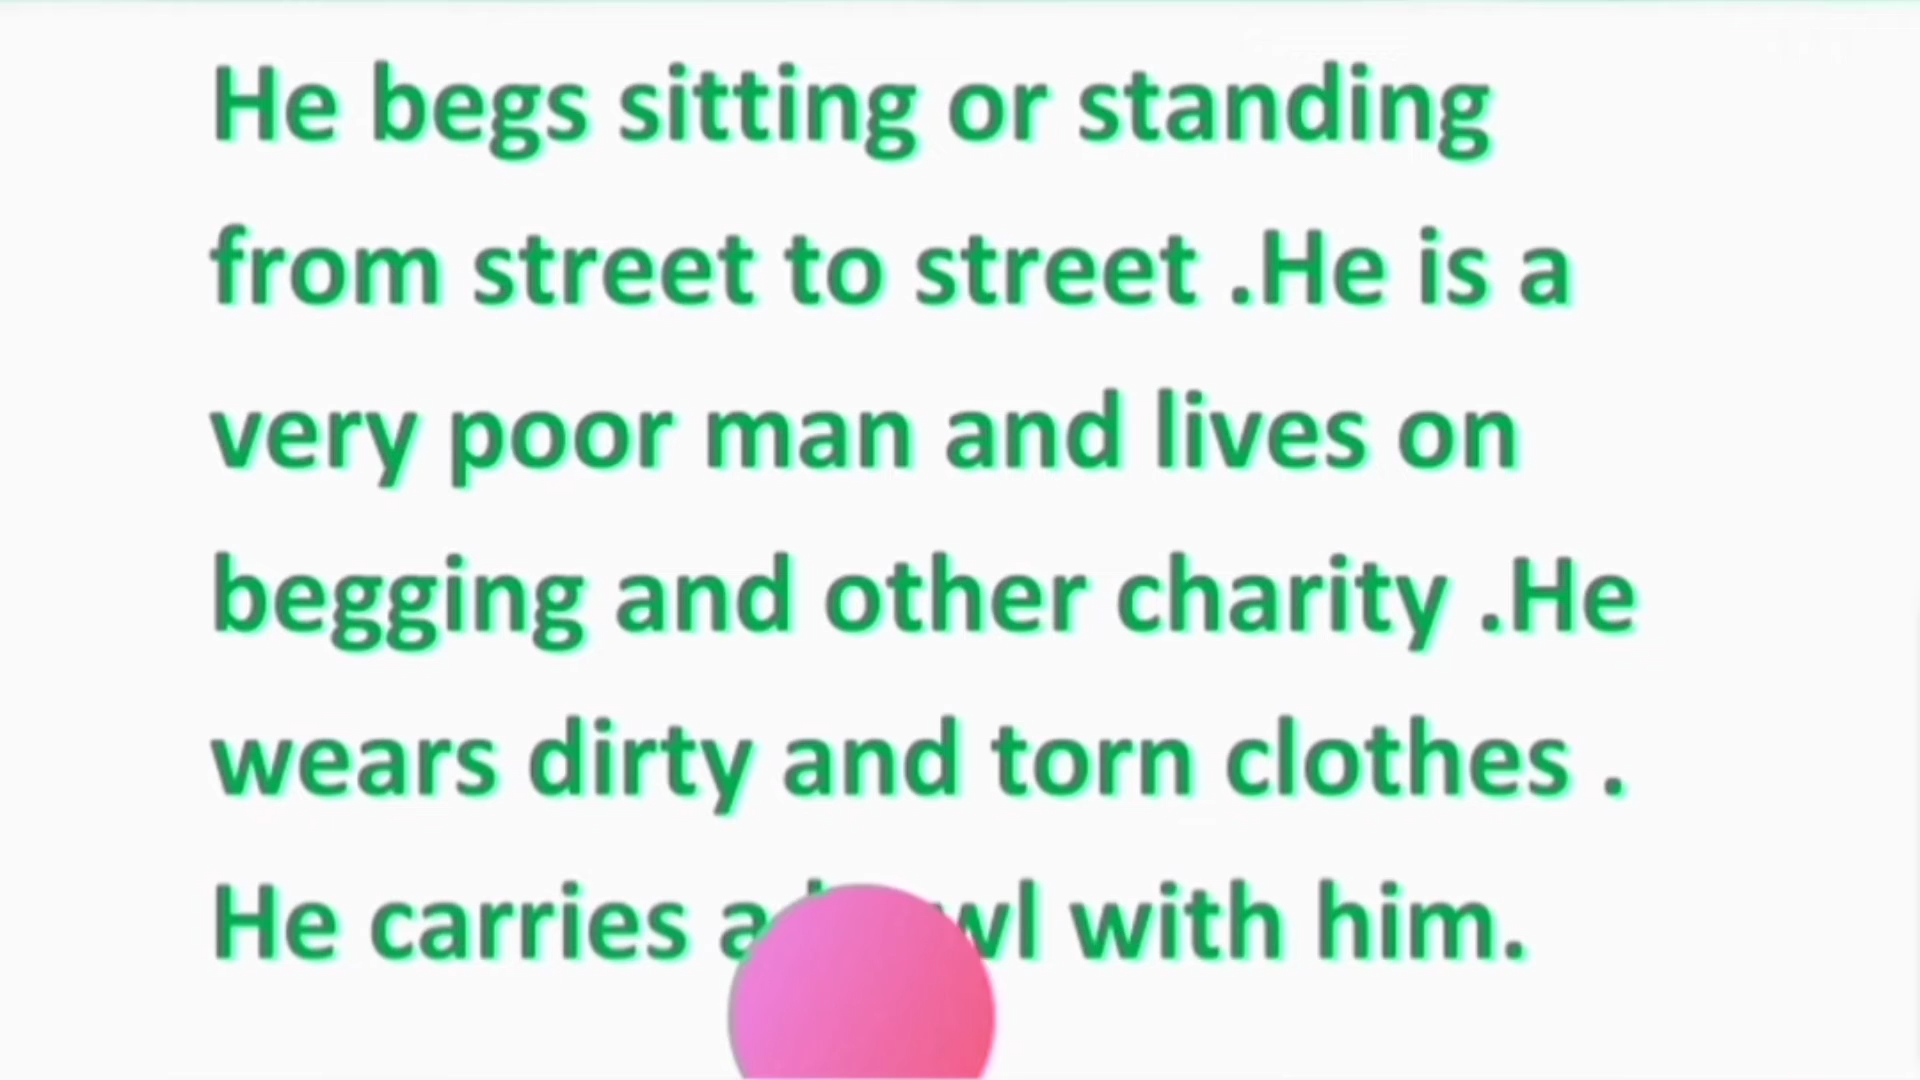 He begs sitting or standing
from street to street .He is a
very poor man and lives on
begging and other charity .He
wears dirty and torn clothes .
He carries a with him.